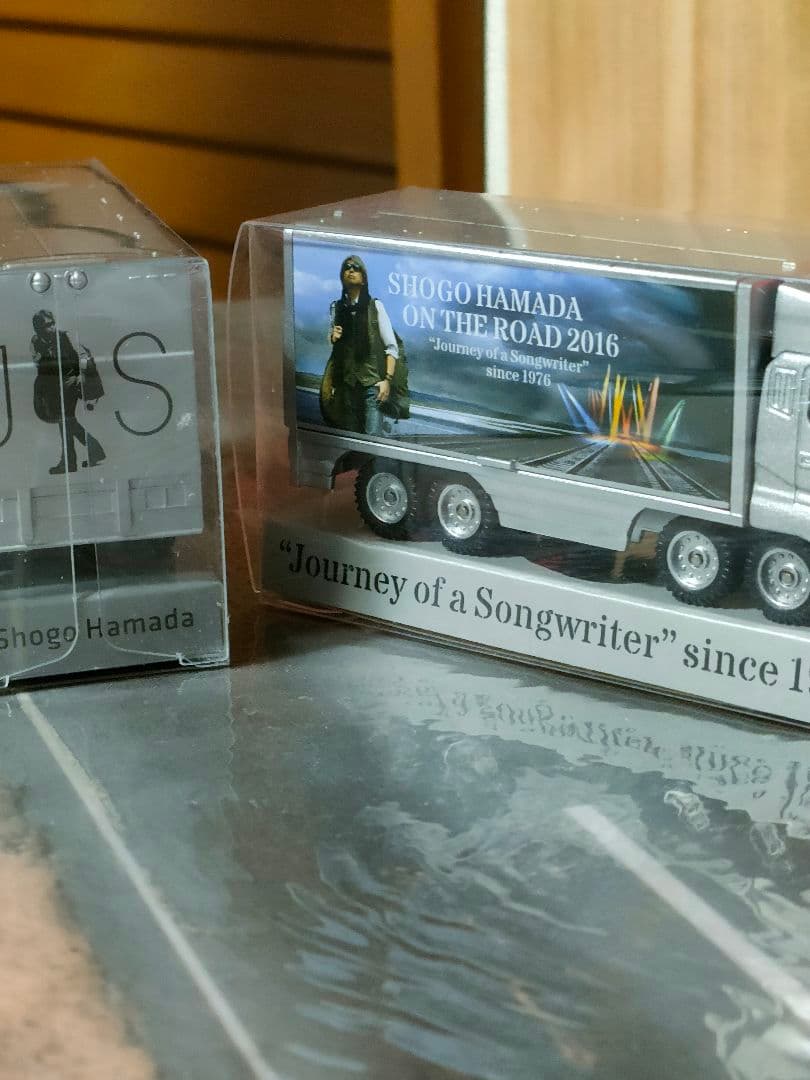 S
Shogo Hamada
SHOGO HAMADA
ON THE ROAD 2016
“Journey of a Songwriter”
since 1976
“Journey of a Songwriter” since 1